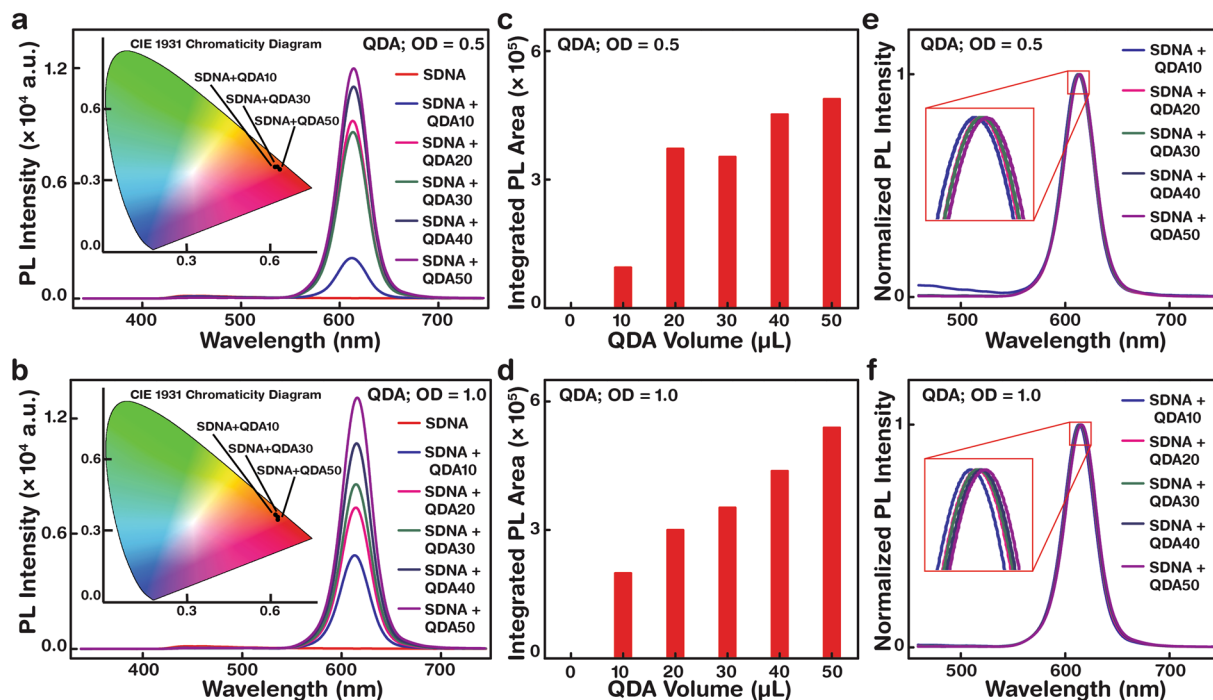 a
QDA; OD = 0.5
CIE 1931 Chromaticity Diagram
SDNA+QDA10
SDNA+QDA30
SDNA+QDA50
SDNA
SDNA +
QDA10
SDNA +
QDA20
SDNA +
QDA30
SDNA +
QDA40
SDNA +
QDA50
0.6
0.3
0.0
0.3
0.6
1.2
0.6
0.0
400
500
600
700
PL Intensity (×10⁴ a.u.)
Wavelength (nm)
c
QDA; OD = 0.5
6
3
0
0
10
20
30
40
50
Integrated PL Area (×10⁵)
QDA Volume (µL)
e
QDA; OD = 0.5
SDNA +
QDA10
SDNA +
QDA20
SDNA +
QDA30
SDNA +
QDA40
SDNA +
QDA50
1
0
500
600
700
Normalized PL Intensity
Wavelength (nm)
b
QDA; OD = 1.0
CIE 1931 Chromaticity Diagram
SDNA+QDA10
SDNA+QDA30
SDNA+QDA50
SDNA
SDNA +
QDA10
SDNA +
QDA20
SDNA +
QDA30
SDNA +
QDA40
SDNA +
QDA50
0.6
0.3
0.0
0.3
0.6
1.2
0.6
0.0
400
500
600
700
PL Intensity (×10⁴ a.u.)
Wavelength (nm)
d
QDA; OD = 1.0
6
3
0
0
10
20
30
40
50
Integrated PL Area (×10⁵)
QDA Volume (µL)
f
QDA; OD = 1.0
SDNA +
QDA10
SDNA +
QDA20
SDNA +
QDA30
SDNA +
QDA40
SDNA +
QDA50
1
0
500
600
700
Normalized PL Intensity
Wavelength (nm)